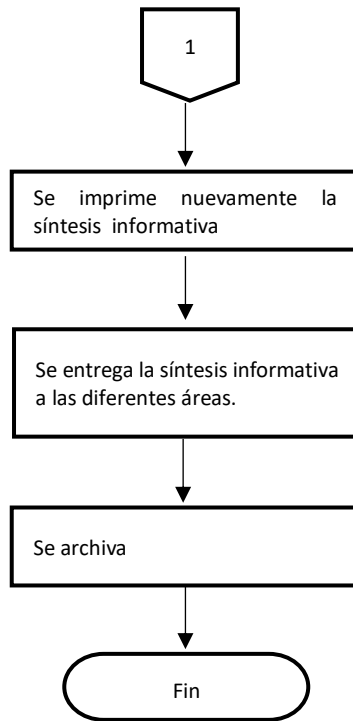 1
Se imprime nuevamente la
síntesis informativa
Se entrega la síntesis informativa
a las diferentes áreas.
Se archiva
Fin